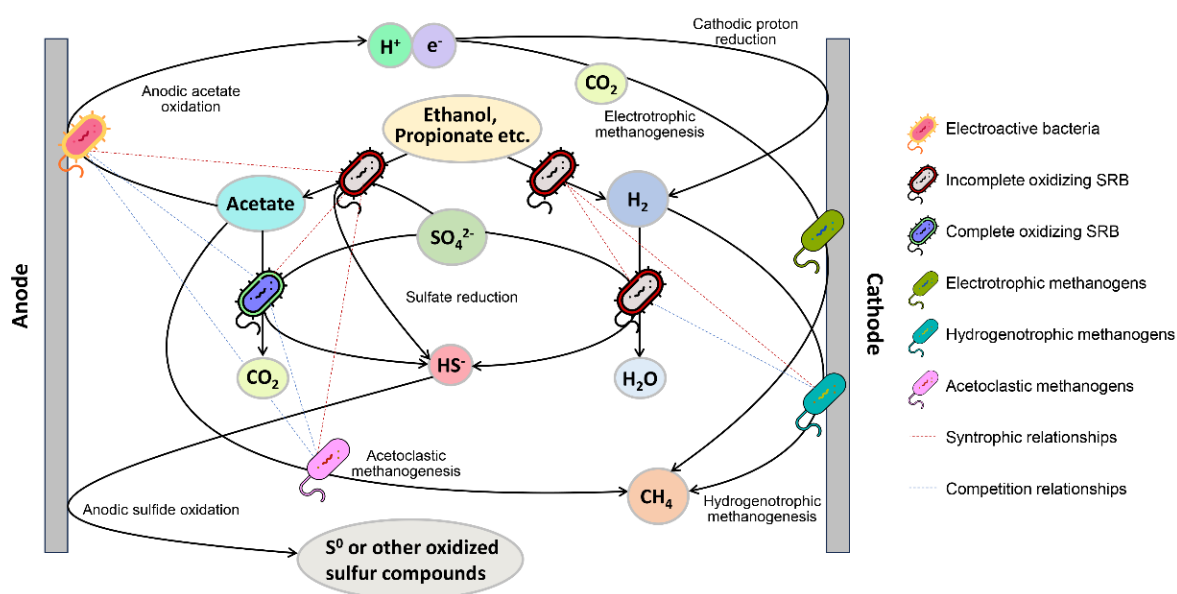 Cathodic proton
reduction
H⁺
e⁻
CO₂
Anodic acetate
oxidation
Electrotrophic
methanogenesis
Ethanol,
Propionate etc.
Acetate
H₂
SO₄²⁻
Sulfate reduction
HS⁻
CO₂
H₂O
Acetoclastic
methanogenesis
CH₄
Hydrogenotrophic
methanogenesis
Anodic sulfide oxidation
S⁰ or other oxidized
sulfur compounds
Anode
Cathode
Electroactive bacteria
Incomplete oxidizing SRB
Complete oxidizing SRB
Electrotrophic methanogens
Hydrogenotrophic methanogens
Acetoclastic methanogens
Syntrophic relationships
Competition relationships